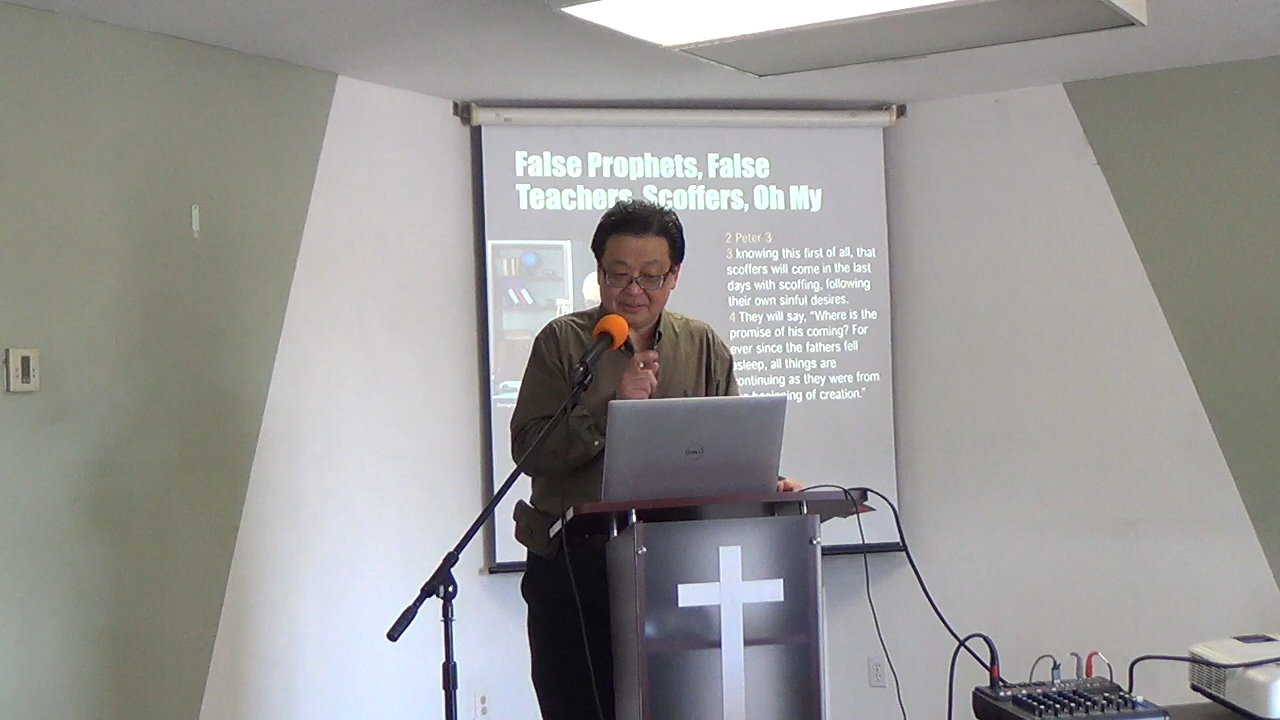 False Prophets, False
Teachers, Scoffers, Oh My
2 Peter 3
3 knowing this first of all, that
scoffers will come in the last
days with scoffing, following
their own sinful desires.
4 They will say, "Where is the
promise of his coming? For
ever since the fathers fell
asleep, all things are
continuing as they were from
beginning of creation."
DELL